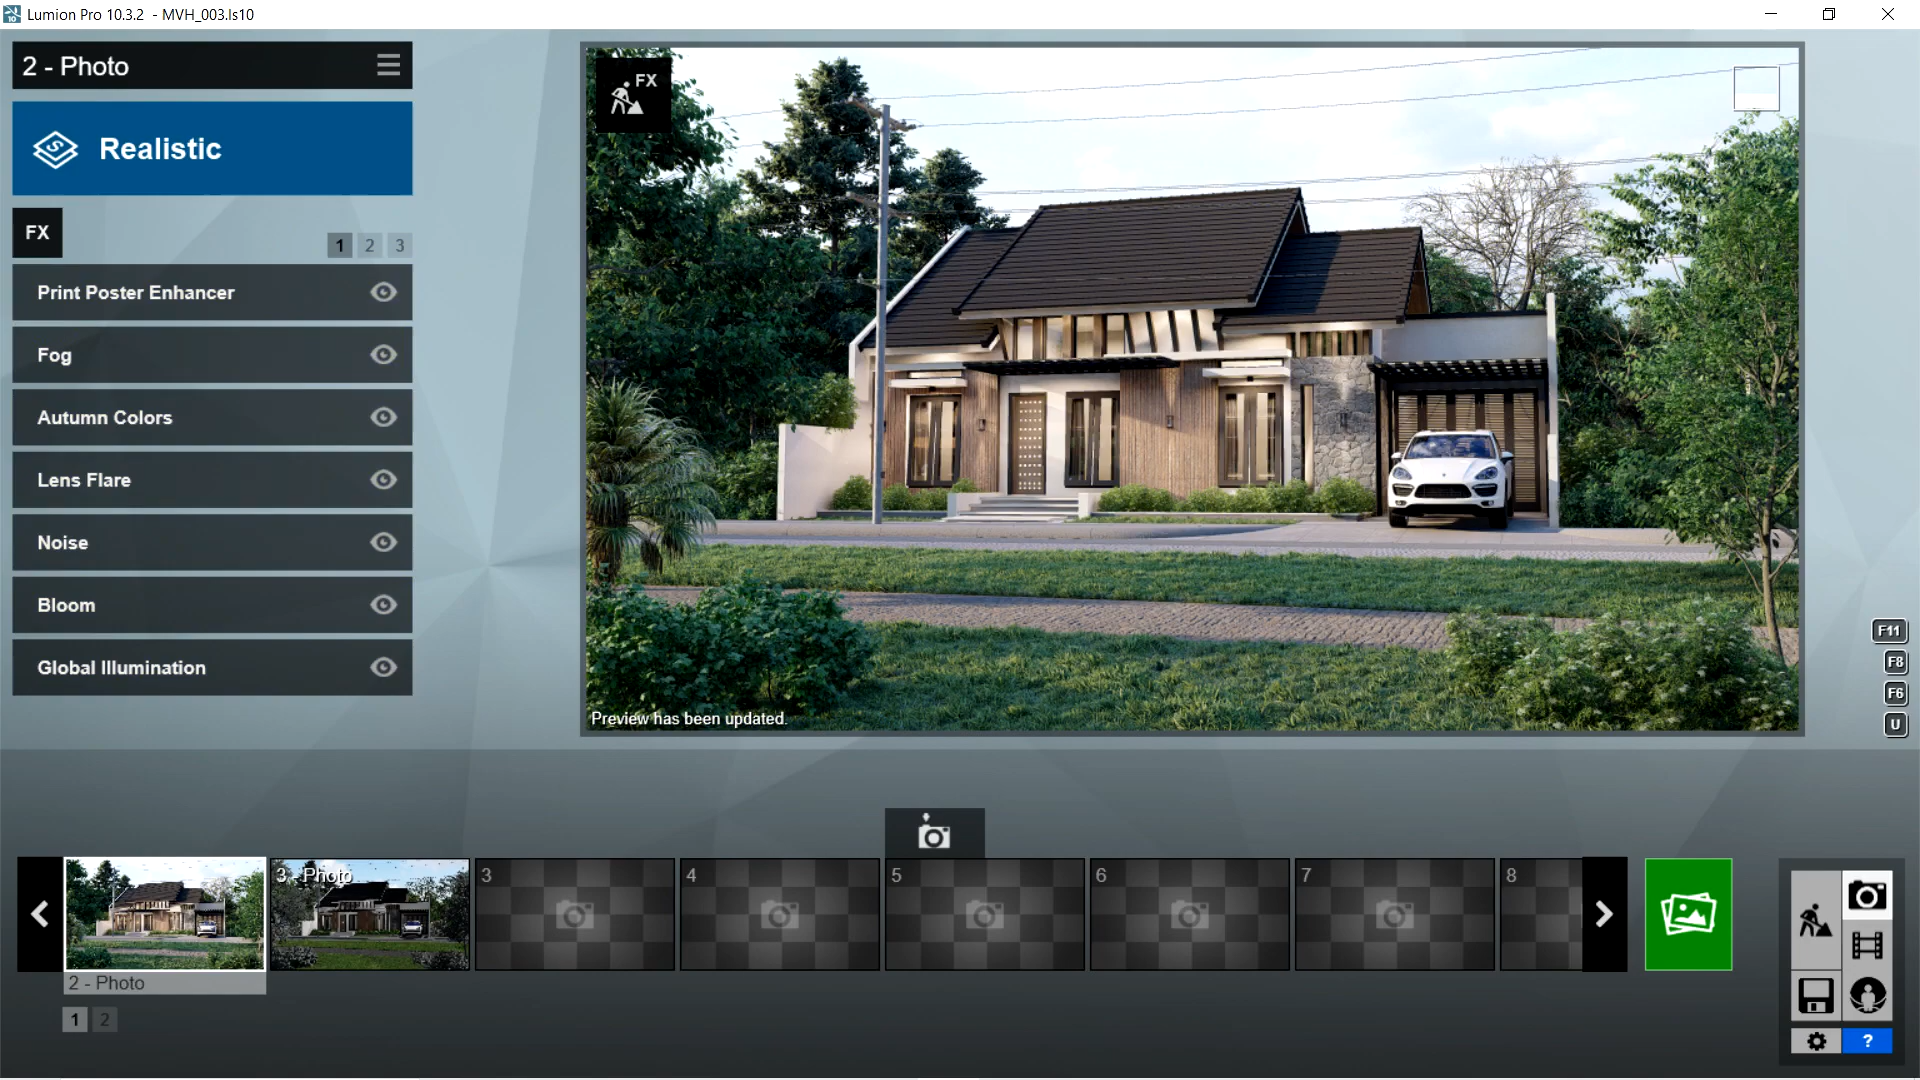 Lumion Pro 10.3.2 - MVH_003.ls10
2 - Photo
Realistic
FX
1 2 3
Print Poster Enhancer
Fog
Autumn Colors
Lens Flare
Noise
Bloom
Global Illumination
FX
Preview has been updated.
F11
F8
F6
U
3 - Photo
3
4
5
6
7
8
2 - Photo
1 2
?